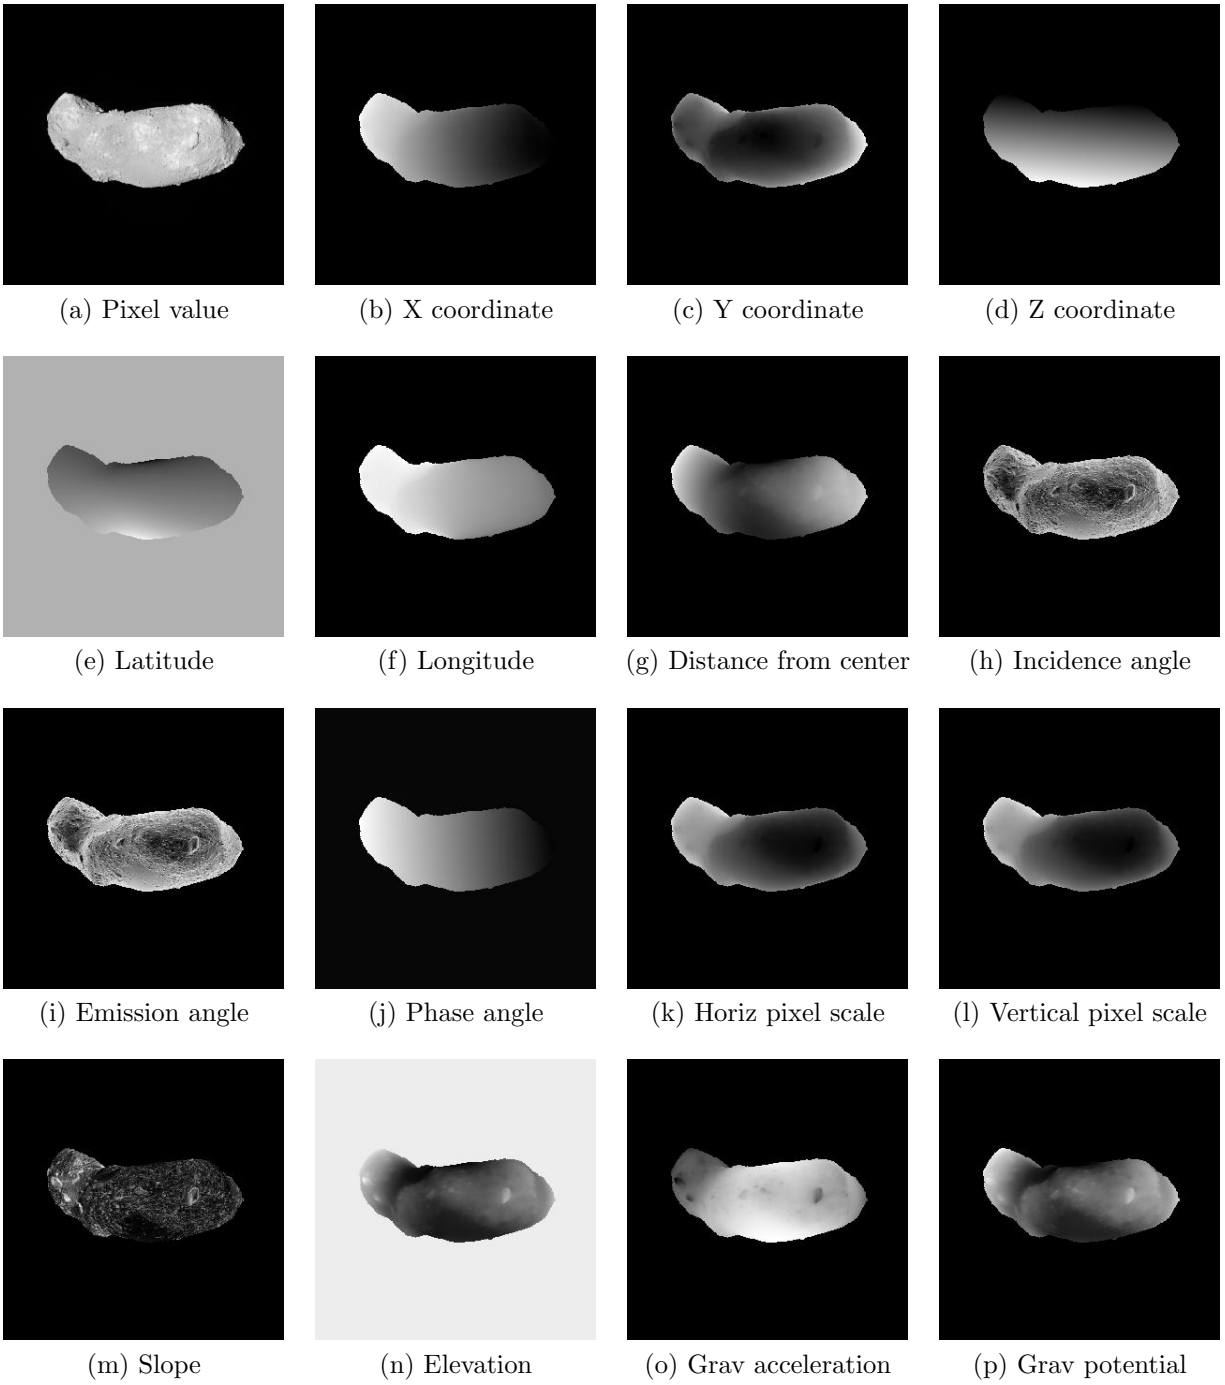 (a) Pixel value
(b) X coordinate
(c) Y coordinate
(d) Z coordinate
(e) Latitude
(f) Longitude
(g) Distance from center
(h) Incidence angle
(i) Emission angle
(j) Phase angle
(k) Horiz pixel scale
(l) Vertical pixel scale
(m) Slope
(n) Elevation
(o) Grav acceleration
(p) Grav potential